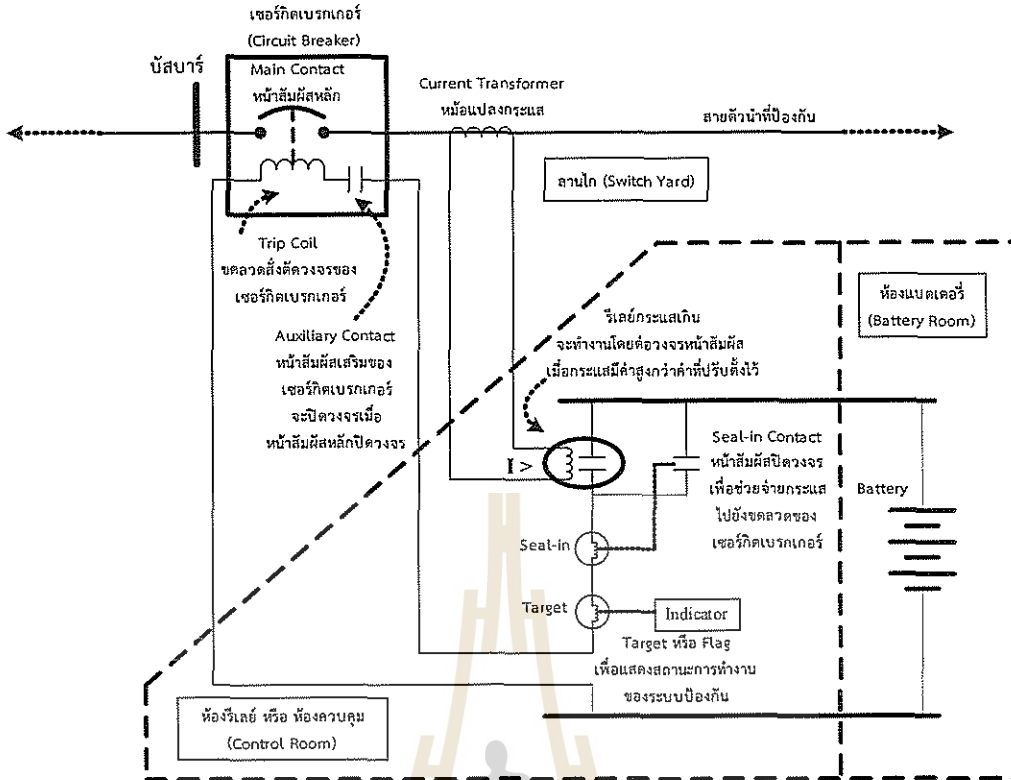 เซอร์กิตเบรกเกอร์
(Circuit Breaker)
บัสบาร์
Main Contact
หน้าสัมผัสหลัก
Current Transformer
หม้อแปลงกระแส
สายตัวนำที่ป้องกัน
ลานไก (Switch Yard)
Trip Coil
ขดลวดสั่งตัดวงจรของ
เซอร์กิตเบรกเกอร์
Auxiliary Contact
หน้าสัมผัสเสริมของ
เซอร์กิตเบรกเกอร์
จะปิดวงจรเมื่อ
หน้าสัมผัสหลักปิดวงจร
รีเลย์กระแสเกิน
จะทำงานโดยต่อวงจรหน้าสัมผัส
เมื่อกระแสมีค่าสูงกว่าค่าที่ปรับตั้งไว้
ห้องแบตเตอรี่
(Battery Room)
I >
Seal-in Contact
หน้าสัมผัสปิดวงจร
เพื่อช่วยจ่ายกระแส
ไปยังขดลวดของ
เซอร์กิตเบรกเกอร์
Battery
Seal-in
Target
Indicator
Target หรือ Flag
เพื่อแสดงสถานะการทำงาน
ของระบบป้องกัน
ห้องรีเลย์ หรือ ห้องควบคุม
(Control Room)